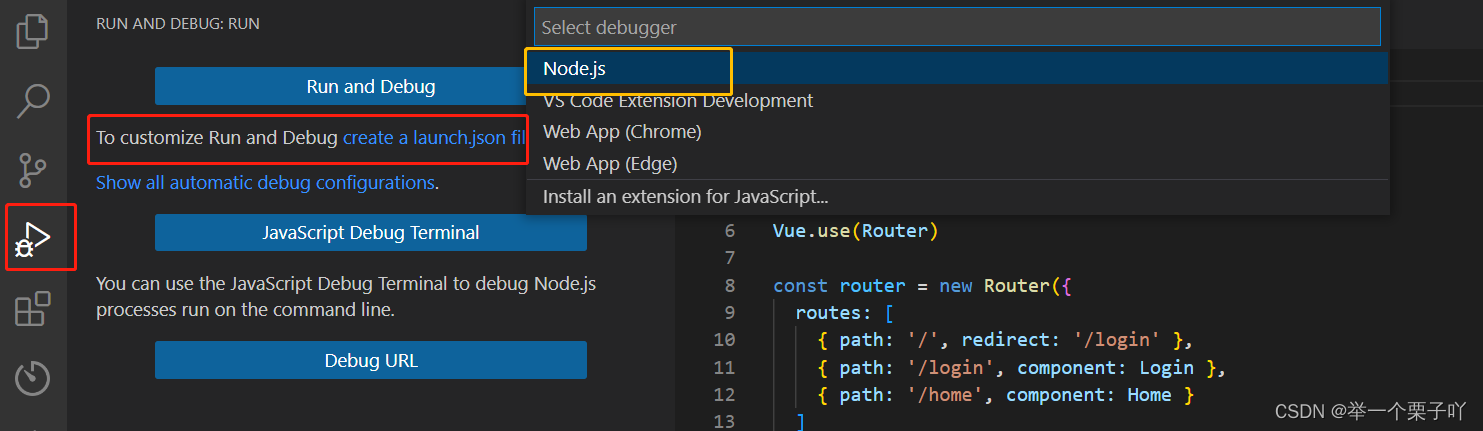 RUN AND DEBUG: RUN
Run and Debug
To customize Run and Debug create a launch.json fil
Show all automatic debug configurations.
JavaScript Debug Terminal
You can use the JavaScript Debug Terminal to debug Node.js
processes run on the command line.
Debug URL
Select debugger
Node.js
VS Code Extension Development
Web App (Chrome)
Web App (Edge)
Install an extension for JavaScript...
6 Vue.use(Router)
7
8 const router = new Router({
9 routes: [
10 { path: '/', redirect: '/login' },
11 { path: '/login', component: Login },
12 { path: '/home', component: Home }
13 ]
CSDN @举一个栗子吖